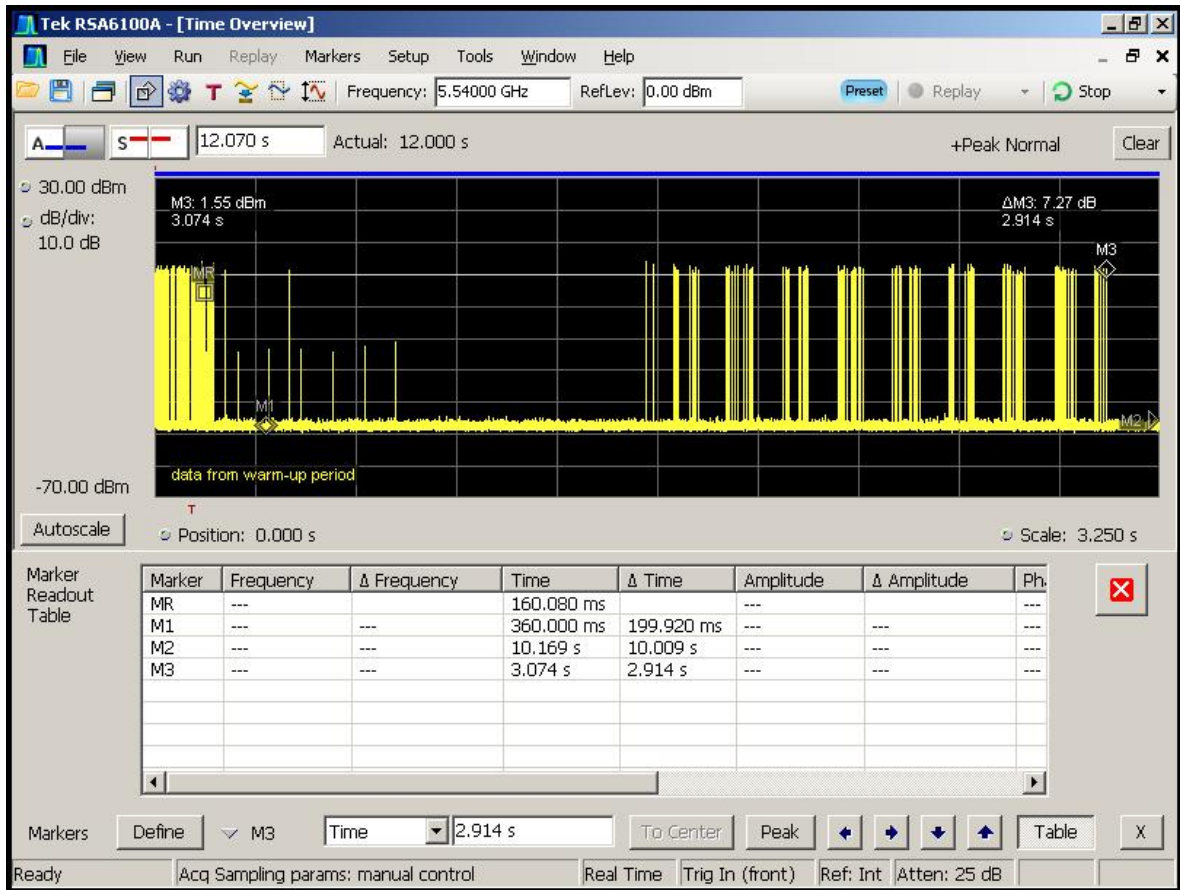 Tek RSA6100A - [Time Overview]
File View Run Replay Markers Setup Tools Window Help
T Frequency: 5.54000 GHz RefLev: 0.00 dBm Preset Replay Stop
A S 12.070 s Actual: 12.000 s +Peak Normal Clear
30.00 dBm
dB/div:
10.0 dB
M3: 1.55 dBm
3.074 s
ΔM3: 7.27 dB
2.914 s
M3
MR
M1
M2
data from warm-up period
-70.00 dBm
T
Autoscale Position: 0.000 s Scale: 3.250 s
Marker
Readout
Table
Marker Frequency Δ Frequency Time Δ Time Amplitude Δ Amplitude Ph
MR --- 160.080 ms --- ---
M1 --- --- 360.000 ms 199.920 ms --- --- ---
M2 --- --- 10.169 s 10.009 s --- --- ---
M3 --- --- 3.074 s 2.914 s --- --- ---
Markers Define M3 Time 2.914 s To Center Peak Table X
Ready Acq Sampling params: manual control Real Time Trig In (front) Ref: Int Atten: 25 dB